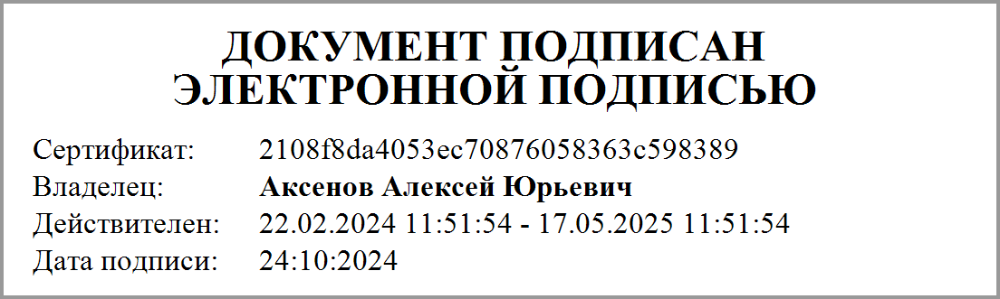 ДОКУМЕНТ ПОДПИСАН
ЭЛЕКТРОННОЙ ПОДПИСЬЮ
Сертификат: 2108f8da4053ec70876058363c598389
Владелец: Аксенов Алексей Юрьевич
Действителен: 22.02.2024 11:51:54 - 17.05.2025 11:51:54
Дата подписи: 24:10:2024